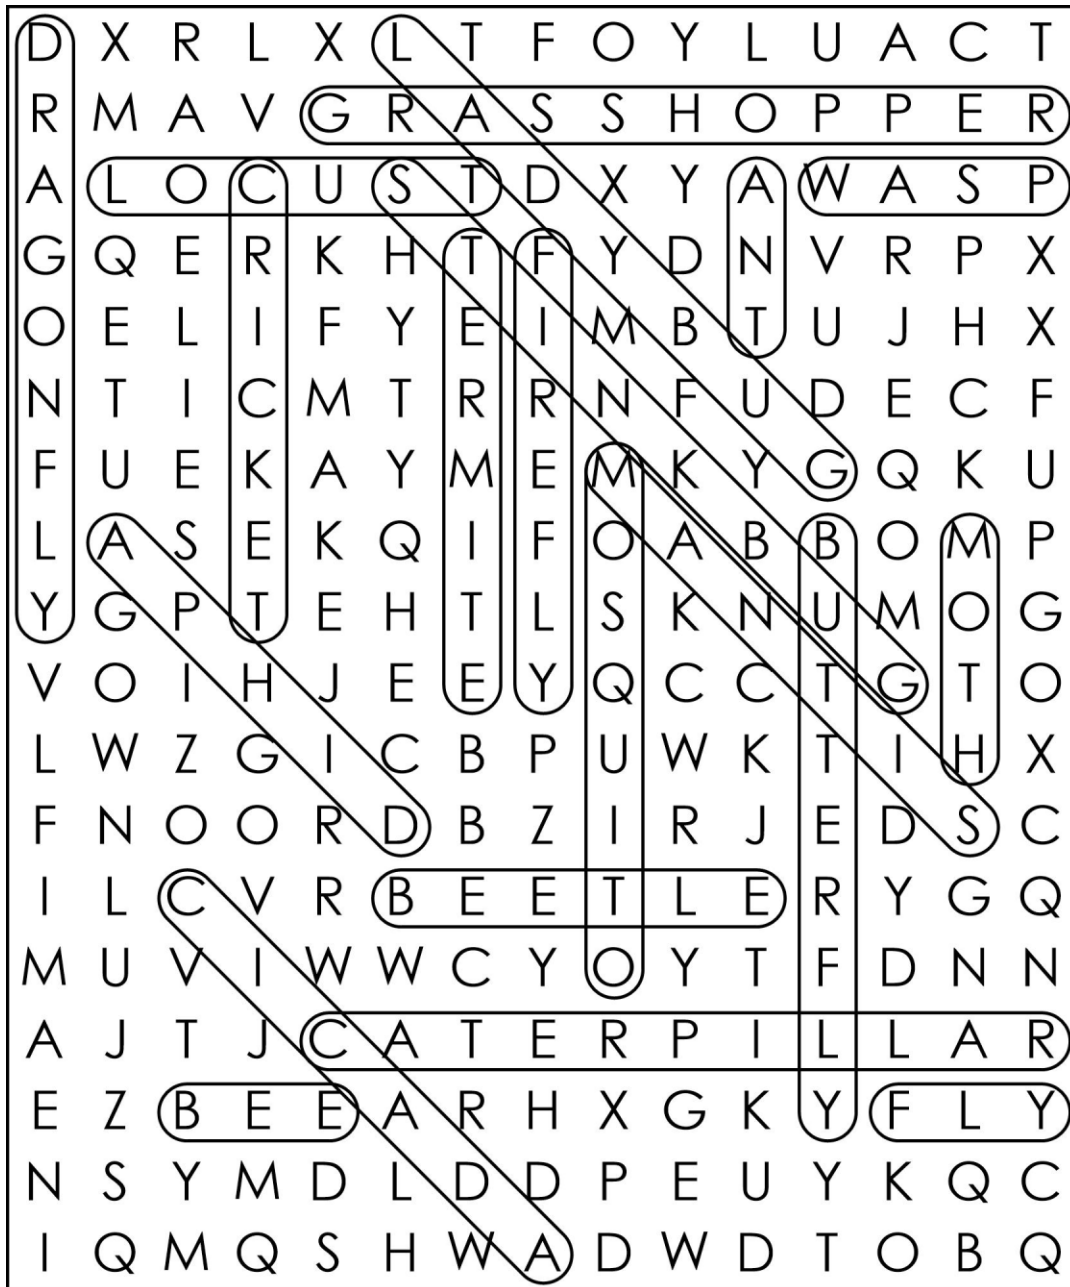 D X R L X L T F O Y L U A C T
R M A V G R A S S H O P P E R
A L O C U S T D X Y A W A S P
G Q E R K H T F Y D N V R P X
O E L I F Y E I M B T U J H X
N T I C M T R R N F U D E C F
F U E K A Y M E M K Y G Q K U
L A S E K Q I F O A B B O M P
Y G P T E H T L S K N U M O G
V O I H J E E Y Q C C T G T O
L W Z G I C B P U W K T I H X
F N O O R D B Z I R J E D S C
I L C V R B E E T L E R Y G Q
M U V I W W C Y O Y T F D N N
A J T J C A T E R P I L L A R
E Z B E E A R H X G K Y F L Y
N S Y M D L D D P E U Y K Q C
I Q M Q S H W A D W D T O B Q